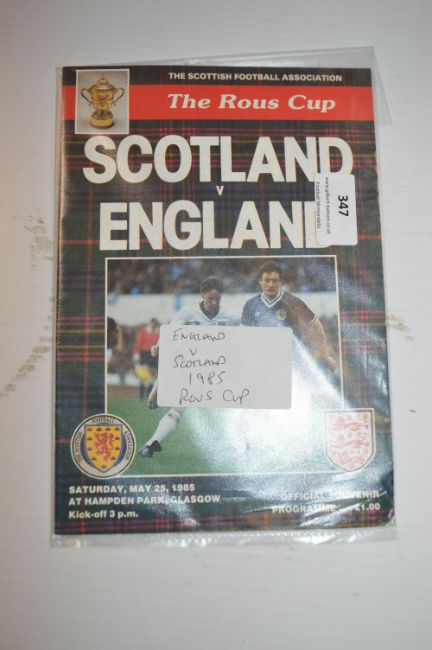 THE SCOTTISH FOOTBALL ASSOCIATION
The Rous Cup
SCOTLAND
V
ENGLAND
347
ENGLAND
V
SCOTLAND
1985
ROUS CUP
SATURDAY, MAY 25, 1985
AT HAMPDEN PARK, GLASGOW
Kick-off 3 p.m.
OFFICIAL SOUVENIR
PROGRAMME £1.00